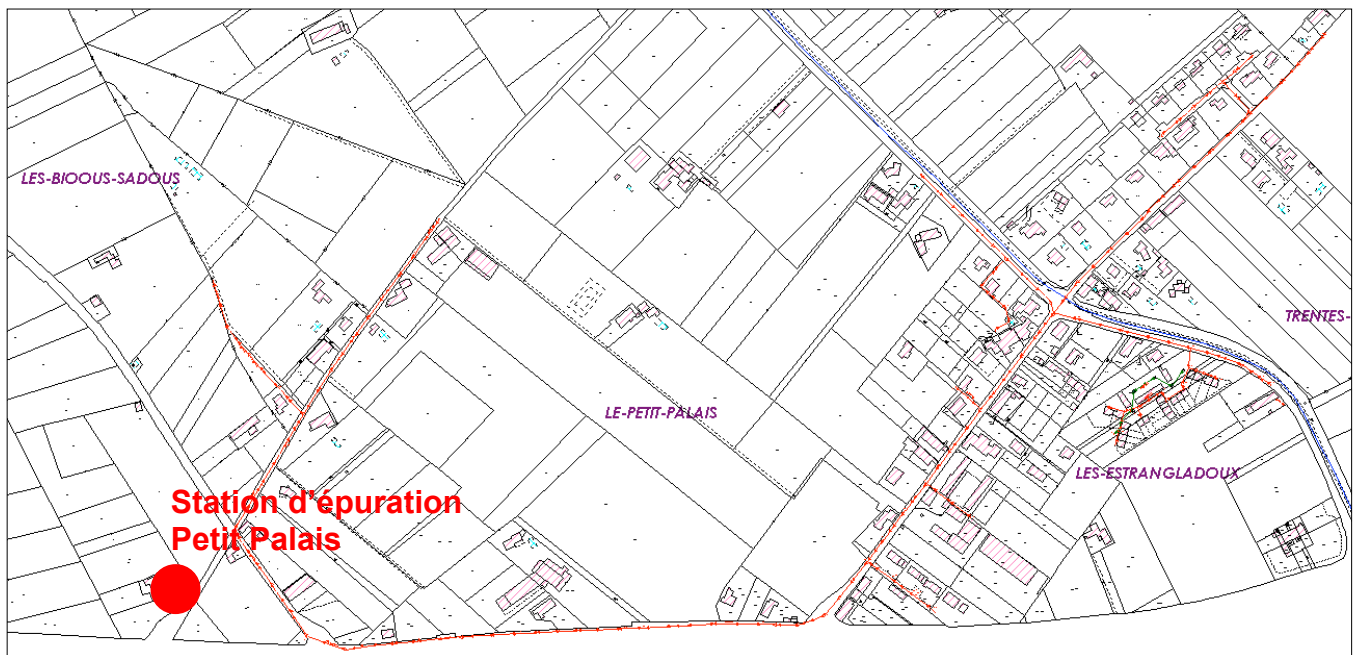 LES-BIOOUS-SADOUS
TRENTES-
LE-PETIT-PALAIS
LES-ESTRANGLADOUX
Station d'épuration
Petit Palais